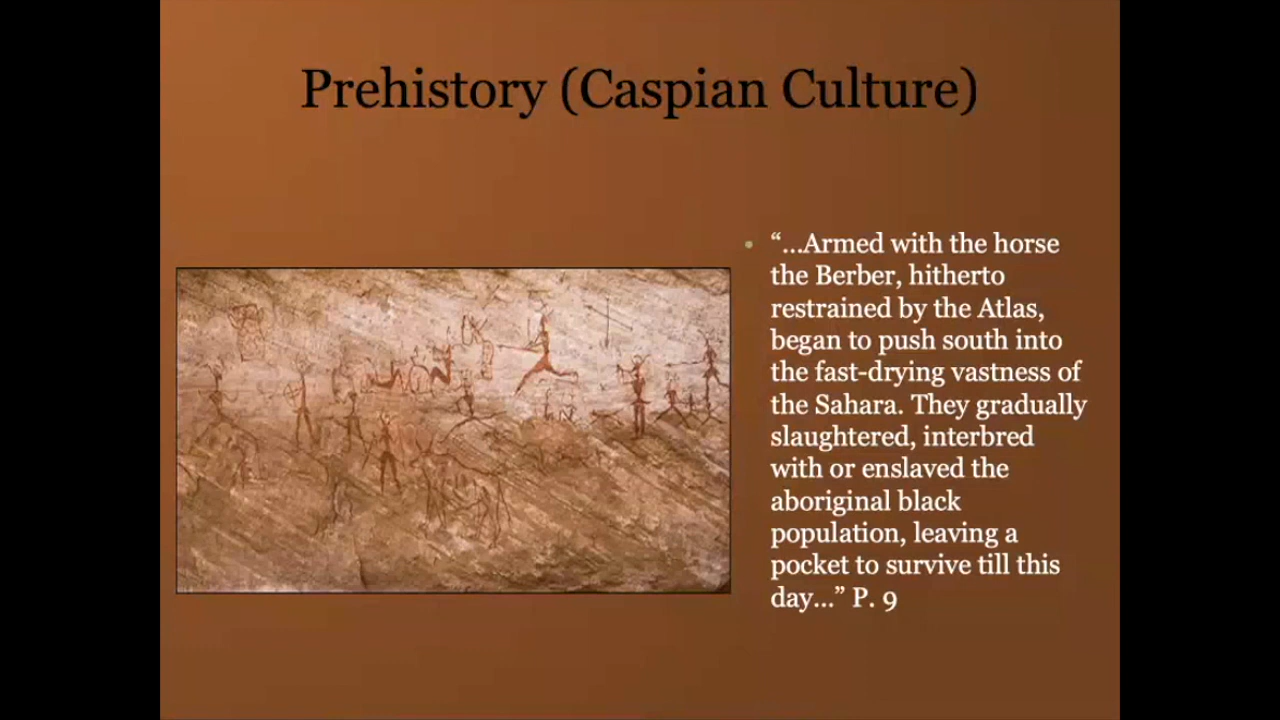 Prehistory (Caspian Culture)
“...Armed with the horse
the Berber, hitherto
restrained by the Atlas,
began to push south into
the fast-drying vastness of
the Sahara. They gradually
slaughtered, interbred
with or enslaved the
aboriginal black
population, leaving a
pocket to survive till this
day...” P. 9